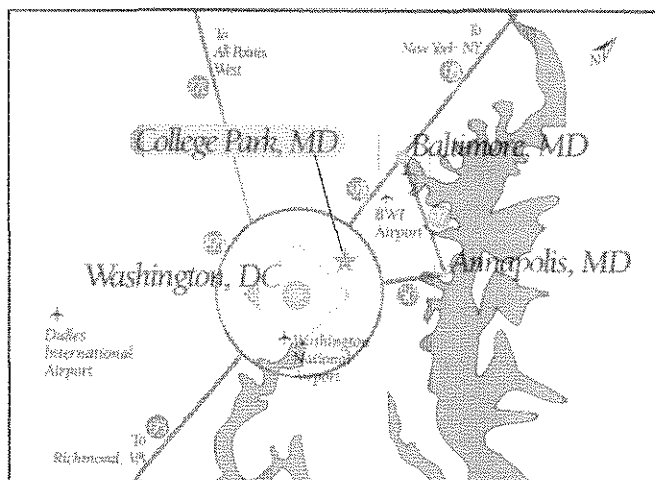 To
All Points
West
To
New York NY
N
College Park, MD
Baltimore, MD
BWI
Airport
Washington, DC
Annapolis, MD
Dulles
International
Airport
Washington
National
Airport
To
Richmond, VA